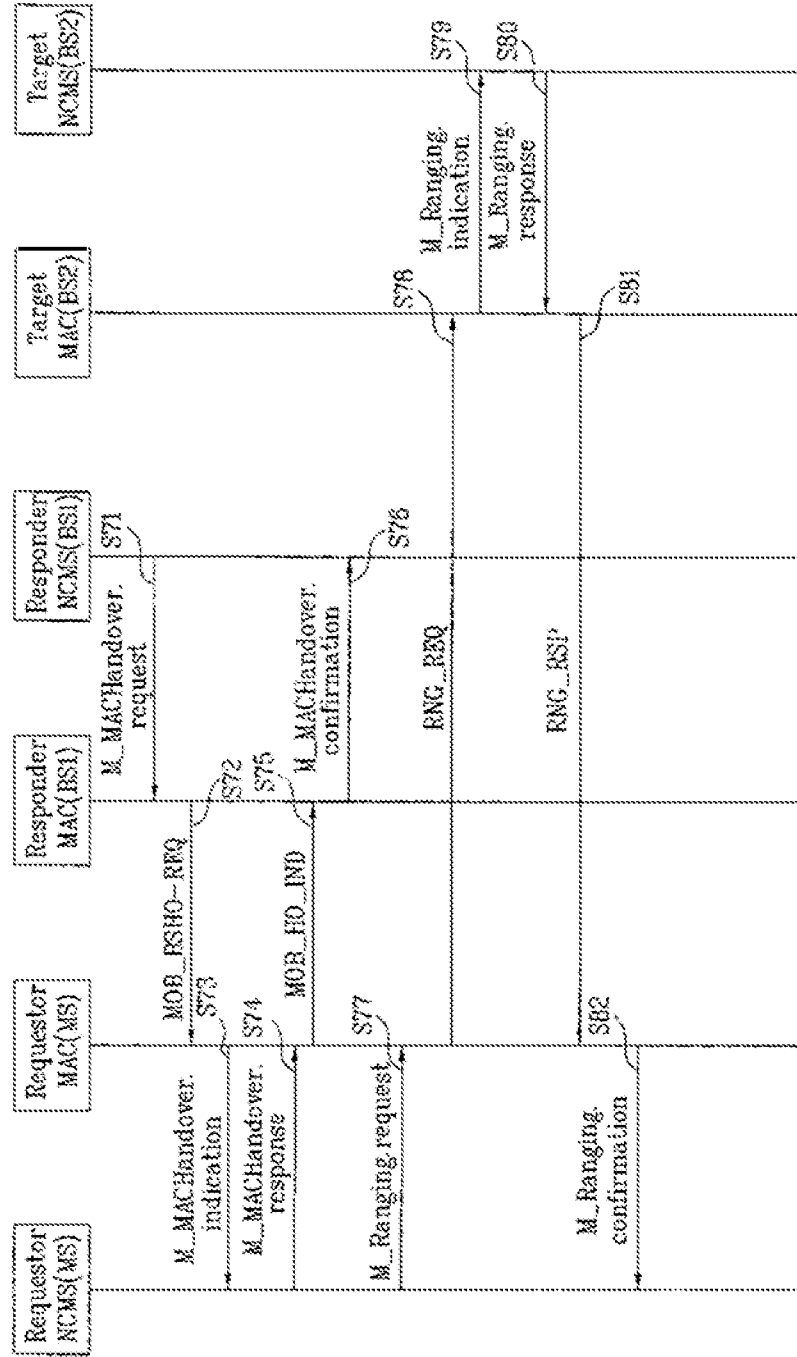 Requestor
NCMS(MS)
Requestor
MAC(MS)
Responder
MAC(BS1)
Responder
NCMS(BS1)
Target
MAC(BS2)
Target
NCMS(BS2)
M_MACHandover.
request
S71
MOB_BSHO-REQ
S72
M_MACHandover.
indication
S73
M_MACHandover.
response
S74
MOB_HO_IND
S75
M_MACHandover.
confirmation
S76
M_Ranging.request
S77
RNG_REQ
S78
M_Ranging.
indication
S79
M_Ranging.
response
S80
RNG_RSP
S81
M_Ranging.
confirmation
S82